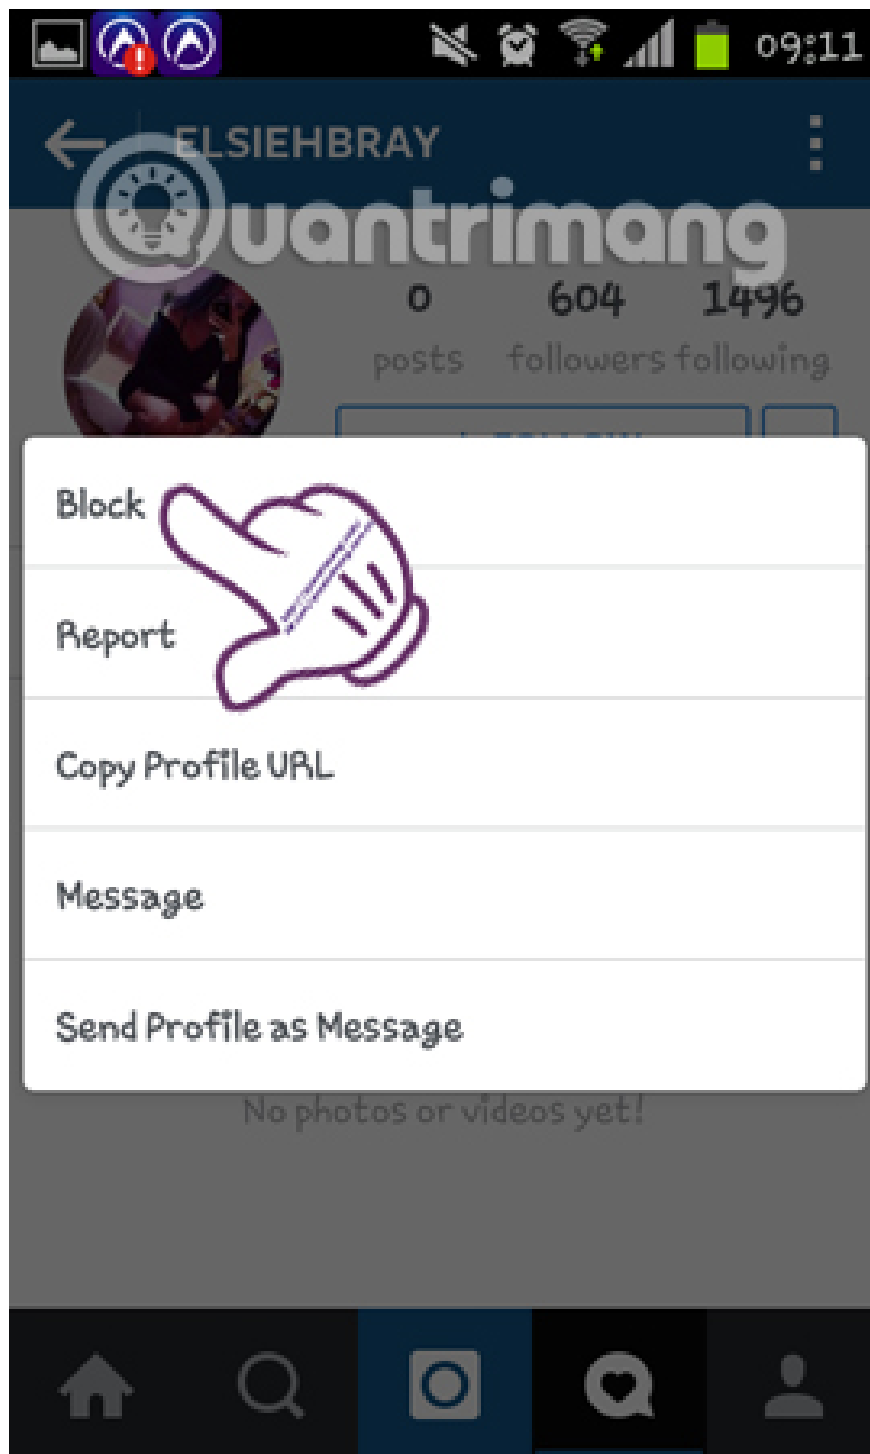 09:11
ELSIEHBRAY
Quantrimang
0 604 1496
posts followers following
Block
Report
Copy Profile URL
Message
Send Profile as Message
No photos or videos yet!